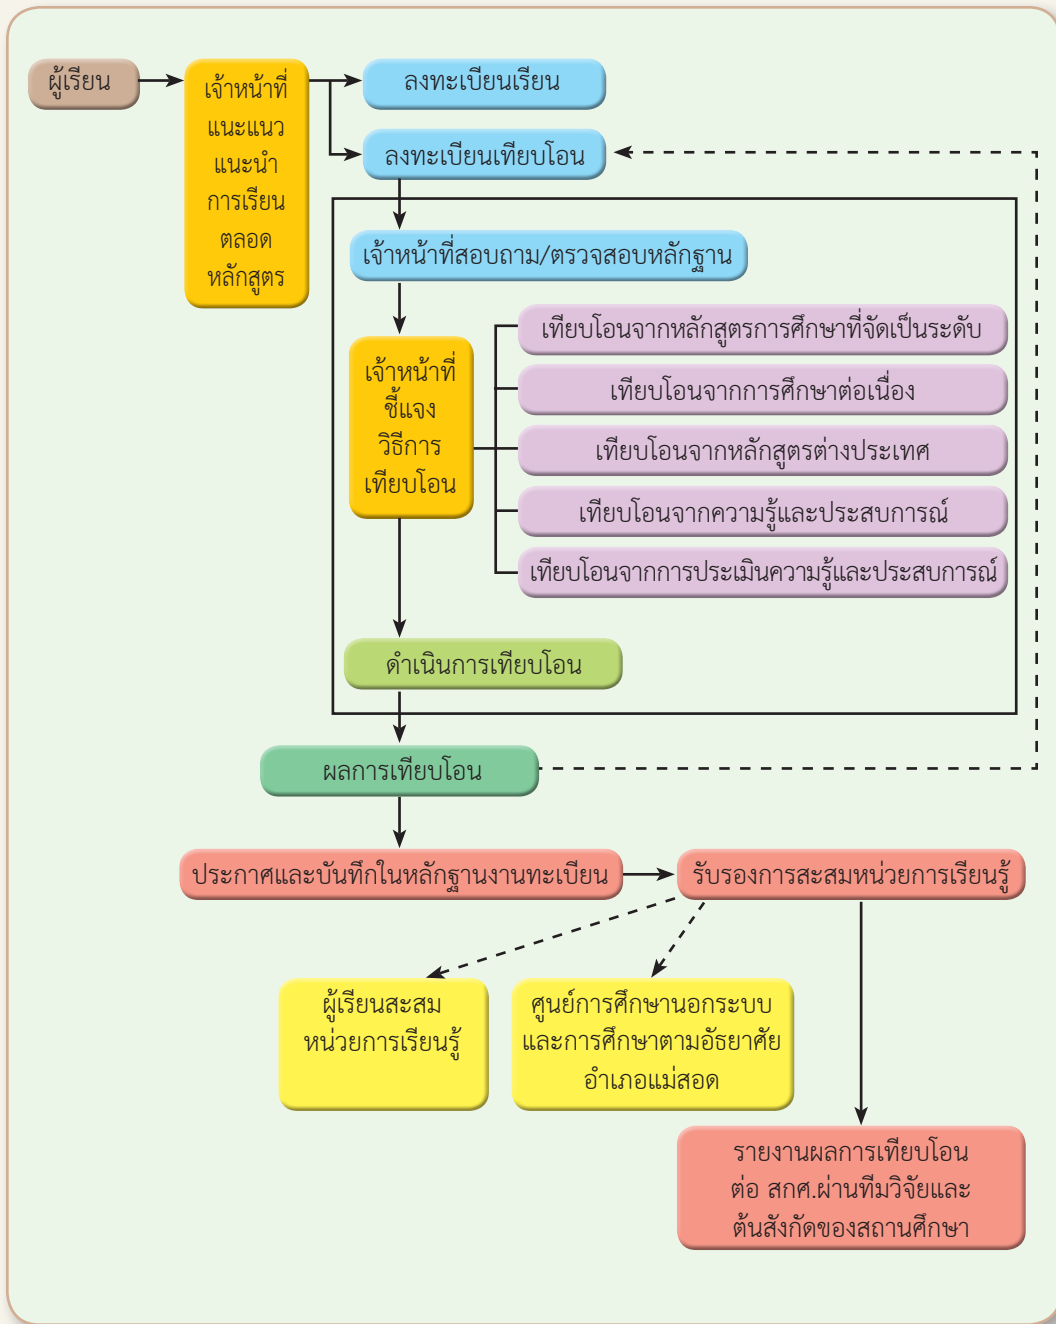 ผู้เรียน
เจ้าหน้าที่
แนะแนว
แนะนำ
การเรียน
ตลอด
หลักสูตร
ลงทะเบียนเรียน
ลงทะเบียนเทียบโอน
เจ้าหน้าที่สอบถาม/ตรวจสอบหลักฐาน
เจ้าหน้าที่
ชี้แจง
วิธีการ
เทียบโอน
เทียบโอนจากหลักสูตรการศึกษาที่จัดเป็นระดับ
เทียบโอนจากการศึกษาต่อเนื่อง
เทียบโอนจากหลักสูตรต่างประเทศ
เทียบโอนจากความรู้และประสบการณ์
เทียบโอนจากการประเมินความรู้และประสบการณ์
ดำเนินการเทียบโอน
ผลการเทียบโอน
ประกาศและบันทึกในหลักฐานงานทะเบียน
รับรองการสะสมหน่วยการเรียนรู้
ผู้เรียนสะสม
หน่วยการเรียนรู้
ศูนย์การศึกษานอกระบบ
และการศึกษาตามอัธยาศัย
อำเภอแม่สอด
รายงานผลการเทียบโอน
ต่อ สกศ.ผ่านทีมวิจัยและ
ต้นสังกัดของสถานศึกษา